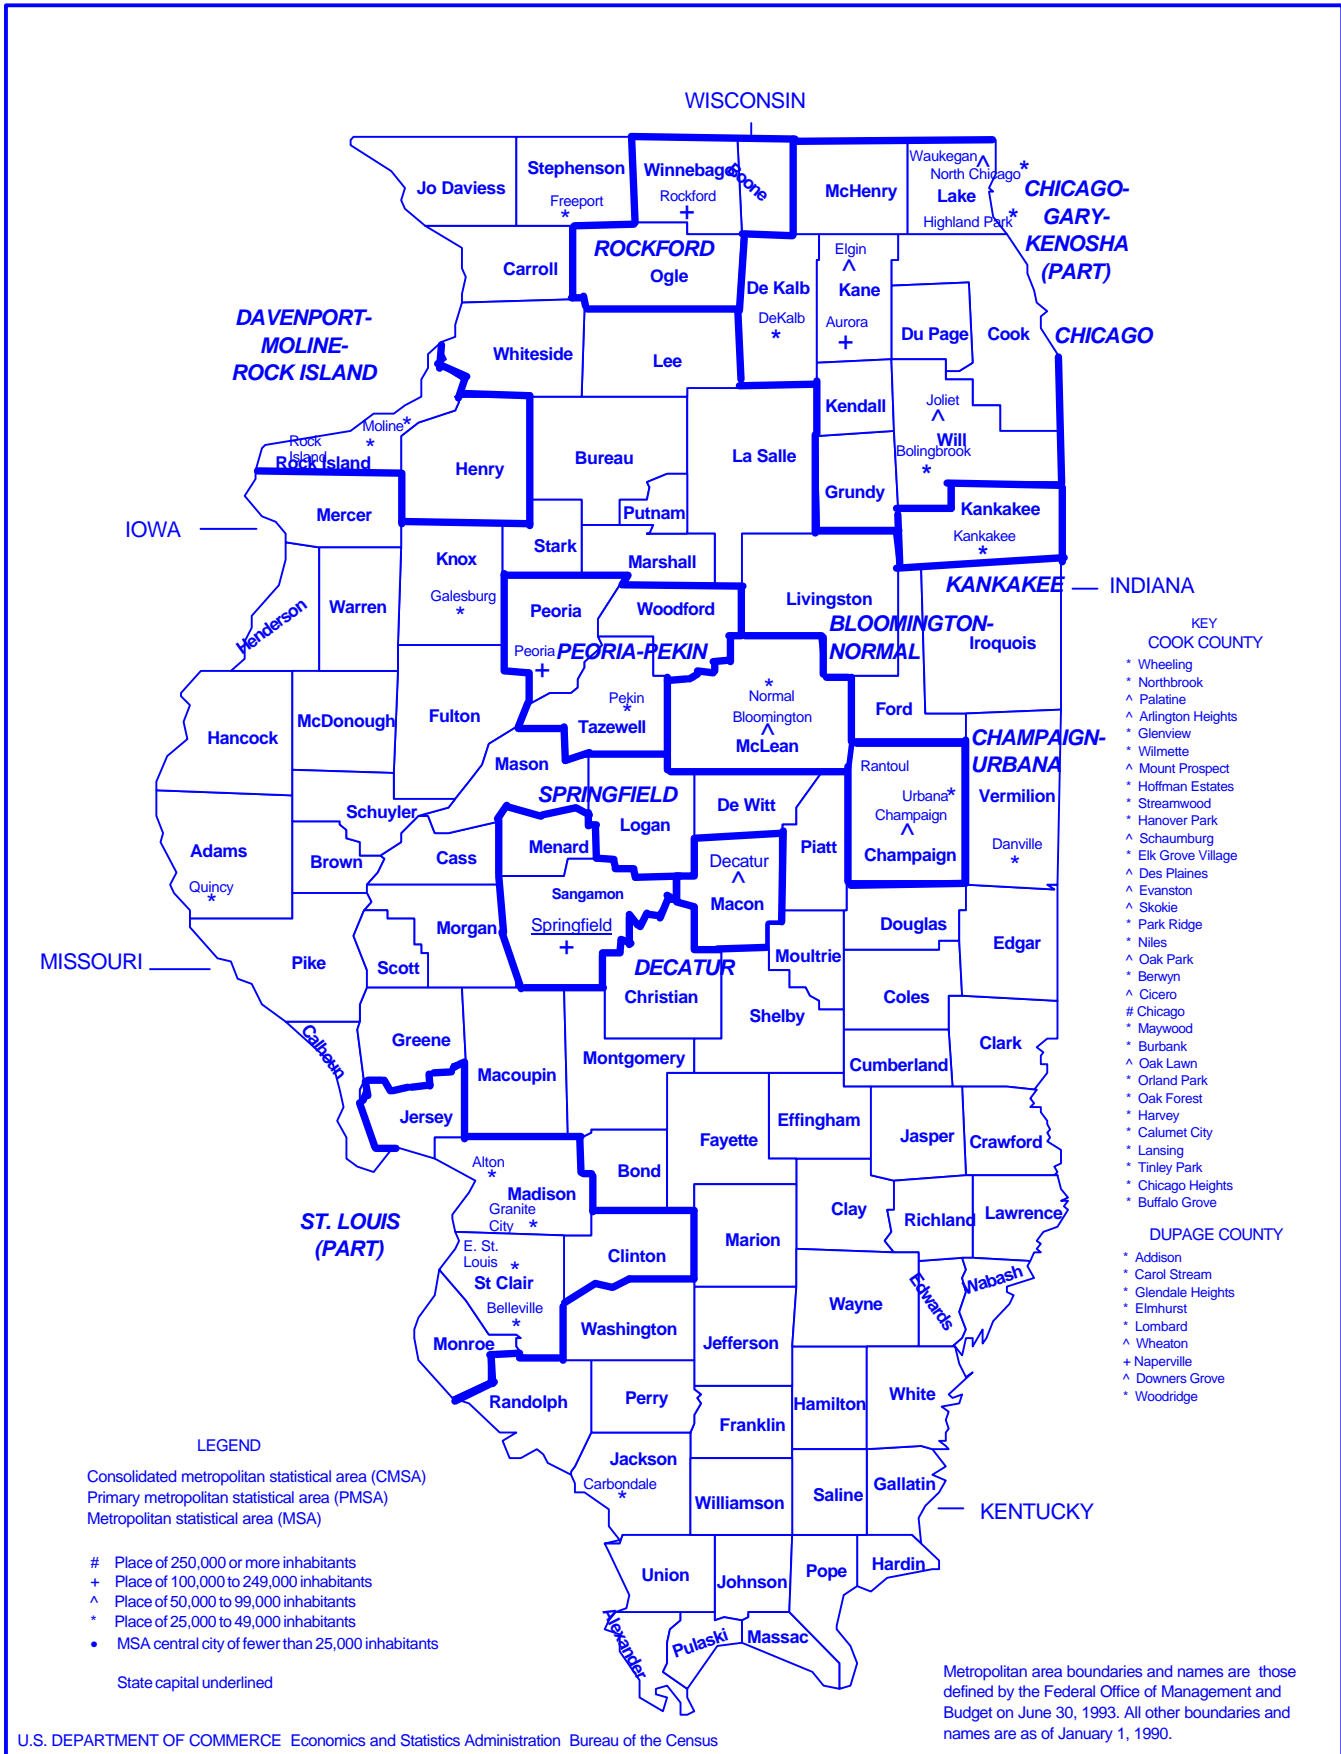 WISCONSIN
Jo Daviess
Stephenson
Freeport
*
Winnebago
Rockford
+
Boone
McHenry
Waukegan
^
North Chicago
*
Lake
Highland Park
*
CHICAGO-
GARY-
KENOSHA
(PART)
Carroll
ROCKFORD
Ogle
De Kalb
DeKalb
*
Elgin
^
Kane
Aurora
+
Du Page
Cook
CHICAGO
DAVENPORT-
MOLINE-
ROCK ISLAND
Whiteside
Lee
Kendall
Joliet
^
Will
Bolingbrook
*
Moline
*
Rock
Island
*
Rock Island
Henry
Bureau
La Salle
Grundy
Putnam
Kankakee
Kankakee
*
IOWA
Mercer
Knox
Galesburg
*
Stark
Marshall
KANKAKEE
INDIANA
Henderson
Warren
Peoria
Peoria
+
Woodford
PEORIA-PEKIN
Livingston
BLOOMINGTON-
NORMAL
Iroquois
Pekin
*
Tazewell
*
Normal
Bloomington
^
McLean
Ford
Hancock
McDonough
Fulton
Mason
CHAMPAIGN-
URBANA
Rantoul
Urbana
*
Champaign
^
Champaign
Vermilion
Danville
*
SPRINGFIELD
Logan
De Witt
Piatt
Schuyler
Adams
Quincy
*
Brown
Cass
Menard
Sangamon
Springfield
+
Decatur
^
Macon
Douglas
Edgar
MISSOURI
Pike
Scott
Morgan
DECATUR
Christian
Moultrie
Coles
Shelby
Calhoun
Greene
Macoupin
Montgomery
Cumberland
Clark
Jersey
Fayette
Effingham
Jasper
Crawford
Alton
*
Madison
Granite
City
*
Bond
Clay
Richland
Lawrence
ST. LOUIS
(PART)
E. St.
Louis
*
St Clair
Belleville
*
Clinton
Marion
Wayne
Edwards
Wabash
Monroe
Washington
Jefferson
Randolph
Perry
Franklin
Hamilton
White
Jackson
Carbondale
*
Williamson
Saline
Gallatin
KENTUCKY
Union
Johnson
Pope
Hardin
Alexander
Pulaski
Massac
KEY
COOK COUNTY
* Wheeling
* Northbrook
^ Palatine
^ Arlington Heights
* Glenview
* Wilmette
^ Mount Prospect
* Hoffman Estates
* Streamwood
* Hanover Park
^ Schaumburg
* Elk Grove Village
^ Des Plaines
^ Evanston
^ Skokie
* Park Ridge
* Niles
^ Oak Park
* Berwyn
^ Cicero
# Chicago
* Maywood
* Burbank
^ Oak Lawn
* Orland Park
* Oak Forest
* Harvey
* Calumet City
* Lansing
* Tinley Park
* Chicago Heights
* Buffalo Grove
DUPAGE COUNTY
* Addison
* Carol Stream
* Glendale Heights
* Elmhurst
* Lombard
^ Wheaton
+ Naperville
^ Downers Grove
* Woodridge
LEGEND
Consolidated metropolitan statistical area (CMSA)
Primary metropolitan statistical area (PMSA)
Metropolitan statistical area (MSA)
# Place of 250,000 or more inhabitants
+ Place of 100,000 to 249,000 inhabitants
^ Place of 50,000 to 99,000 inhabitants
* Place of 25,000 to 49,000 inhabitants
• MSA central city of fewer than 25,000 inhabitants
State capital underlined
Metropolitan area boundaries and names are those
defined by the Federal Office of Management and
Budget on June 30, 1993. All other boundaries and
names are as of January 1, 1990.
U.S. DEPARTMENT OF COMMERCE Economics and Statistics Administration Bureau of the Census